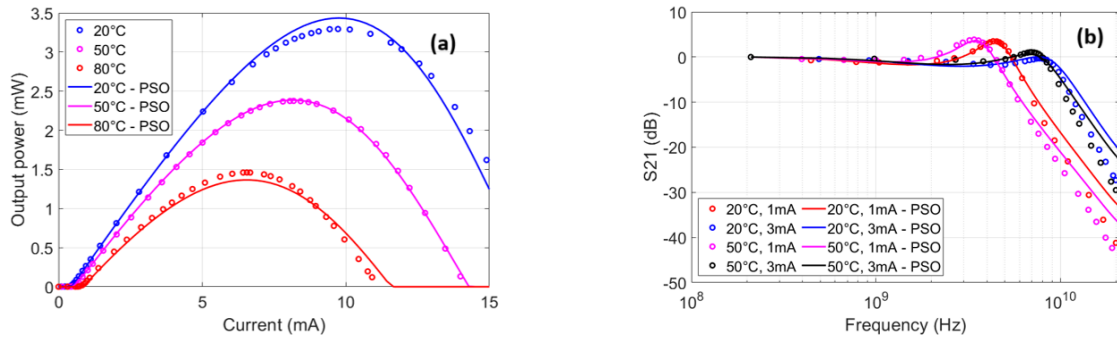 (a)
20°C
50°C
80°C
20°C - PSO
50°C - PSO
80°C - PSO
Output power (mW)
3.5
3
2.5
2
1.5
1
0.5
0
0 5 10 15
Current (mA)
(b)
S21 (dB)
10
0
-10
-20
-30
-40
-50
20°C, 1mA 20°C, 1mA - PSO
20°C, 3mA 20°C, 3mA - PSO
50°C, 1mA 50°C, 1mA - PSO
50°C, 3mA 50°C, 3mA - PSO
10⁸ 10⁹ 10¹⁰
Frequency (Hz)